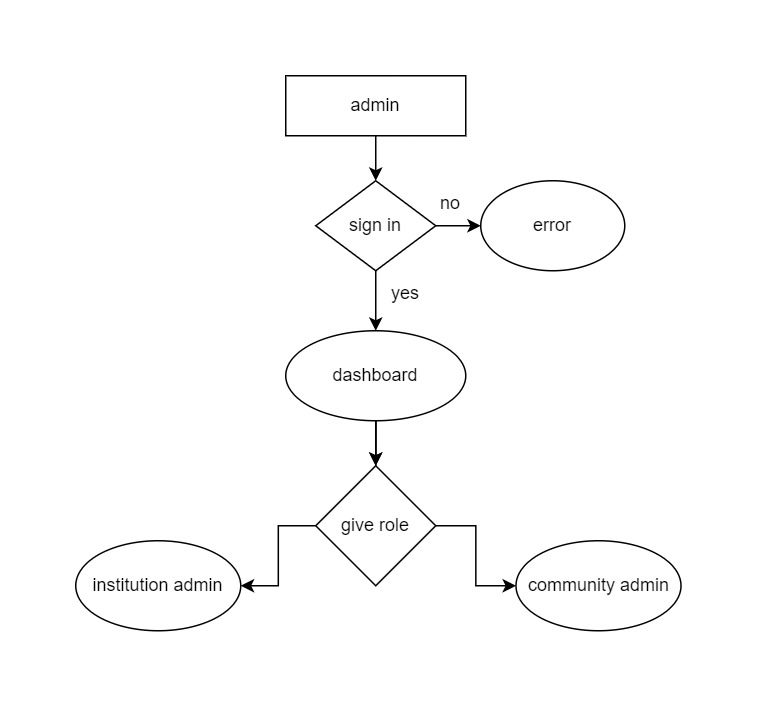 admin
sign in
no
error
yes
dashboard
give role
institution admin
community admin